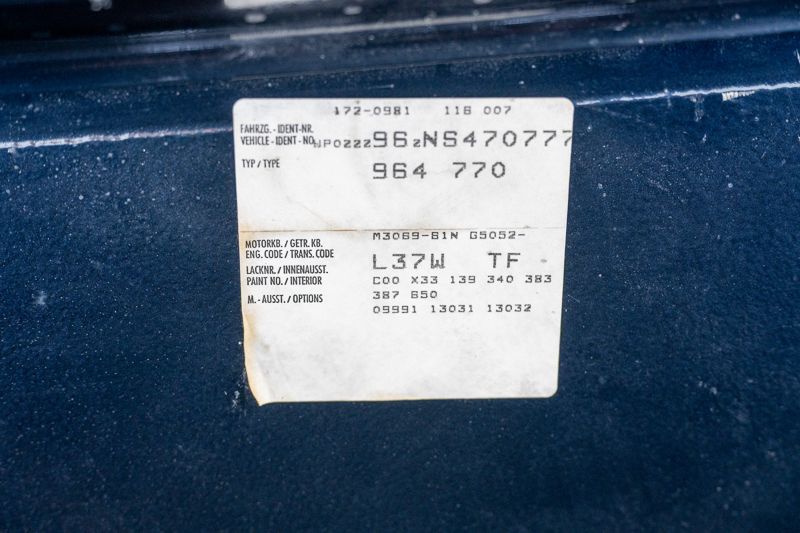 172-0981 116 007
FAHRZG. - IDENT-NR.
VEHICLE - IDENT - NO. WP0ZZZ96ZNS470777
TYP / TYPE 964 770
MOTORKB. / GETR. KB. M3069-61N G5052-
ENG. CODE / TRANS. CODE
LACKNR. / INNENAUSST. L37W TF
PAINT NO. / INTERIOR C00 X33 139 340 383
M. - AUSST. / OPTIONS 387 650
09991 13031 13032